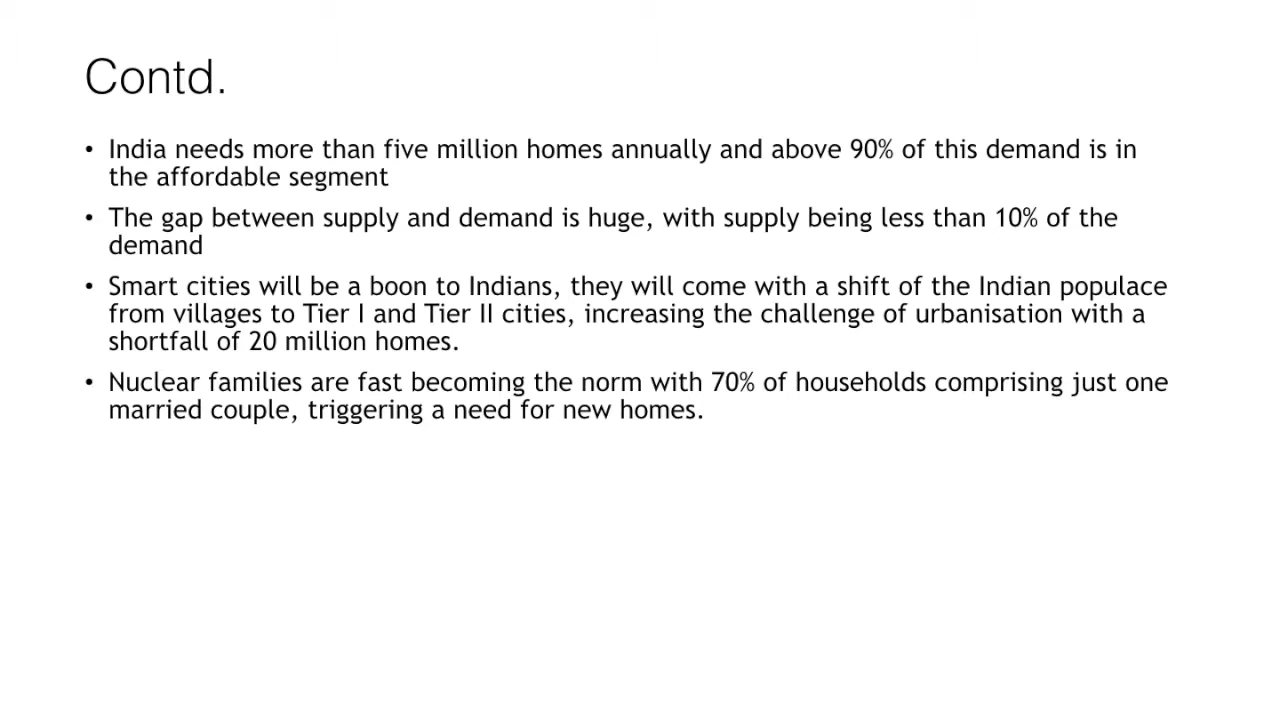 Contd.
• India needs more than five million homes annually and above 90% of this demand is in
the affordable segment
• The gap between supply and demand is huge, with supply being less than 10% of the
demand
• Smart cities will be a boon to Indians, they will come with a shift of the Indian populace
from villages to Tier I and Tier II cities, increasing the challenge of urbanisation with a
shortfall of 20 million homes.
• Nuclear families are fast becoming the norm with 70% of households comprising just one
married couple, triggering a need for new homes.